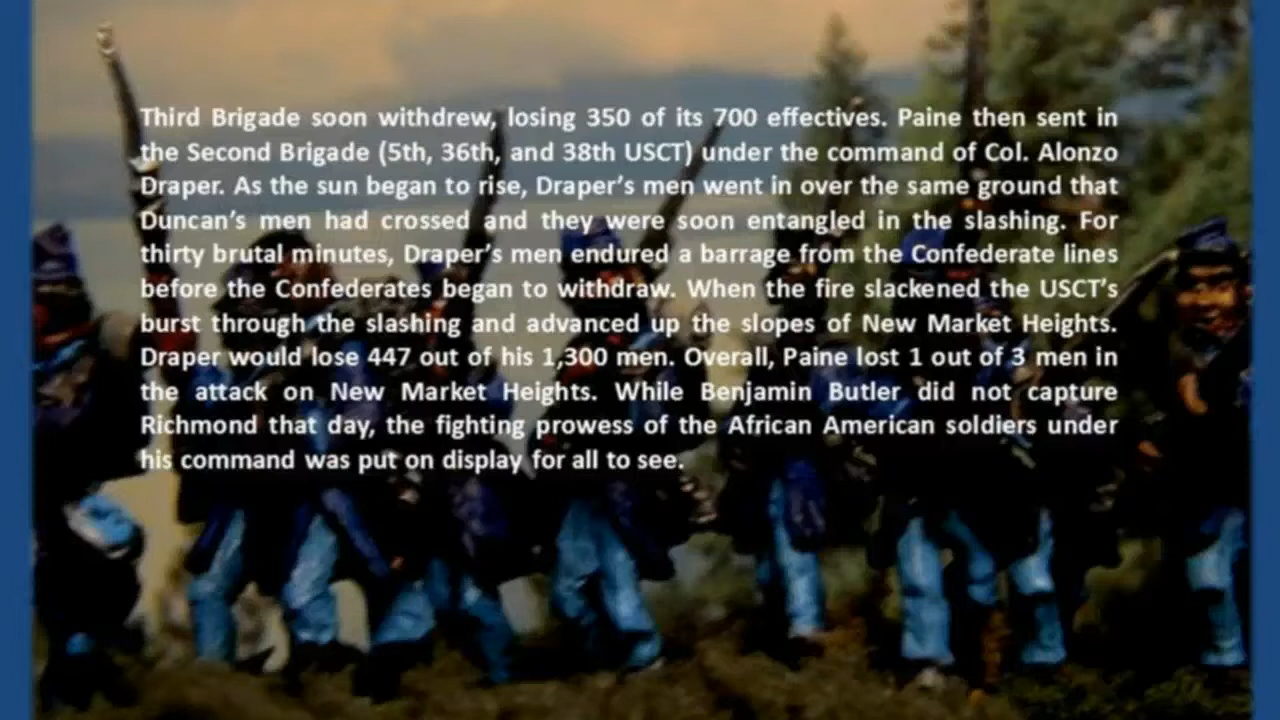 Third Brigade soon withdrew, losing 350 of its 700 effectives. Paine then sent in
the Second Brigade (5th, 36th, and 38th USCT) under the command of Col. Alonzo
Draper. As the sun began to rise, Draper's men went in over the same ground that
Duncan's men had crossed and they were soon entangled in the slashing. For
thirty brutal minutes, Draper's men endured a barrage from the Confederate lines
before the Confederates began to withdraw. When the fire slackened the USCT's
burst through the slashing and advanced up the slopes of New Market Heights.
Draper would lose 447 out of his 1,300 men. Overall, Paine lost 1 out of 3 men in
the attack on New Market Heights. While Benjamin Butler did not capture
Richmond that day, the fighting prowess of the African American soldiers under
his command was put on display for all to see.